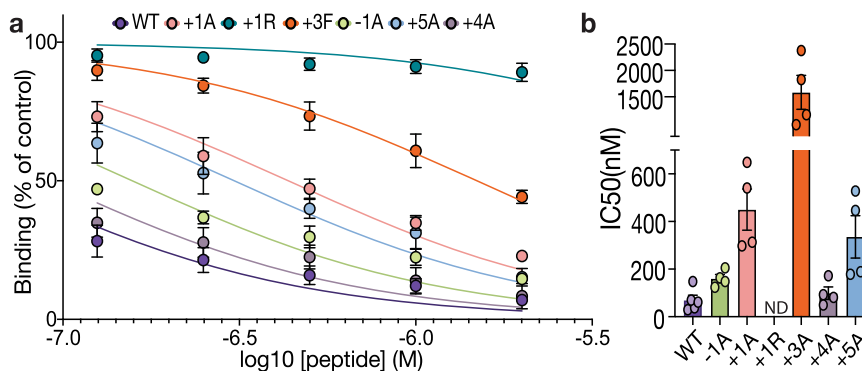 a
WT +1A +1R +3F -1A +5A +4A
Binding (% of control)
100
50
0
-7.0 -6.5 -6.0 -5.5
log10 [peptide] (M)
b
IC50(nM)
2500
2000
1500
600
400
200
0
ND
WT -1A +1A +1R +3A +4A +5A